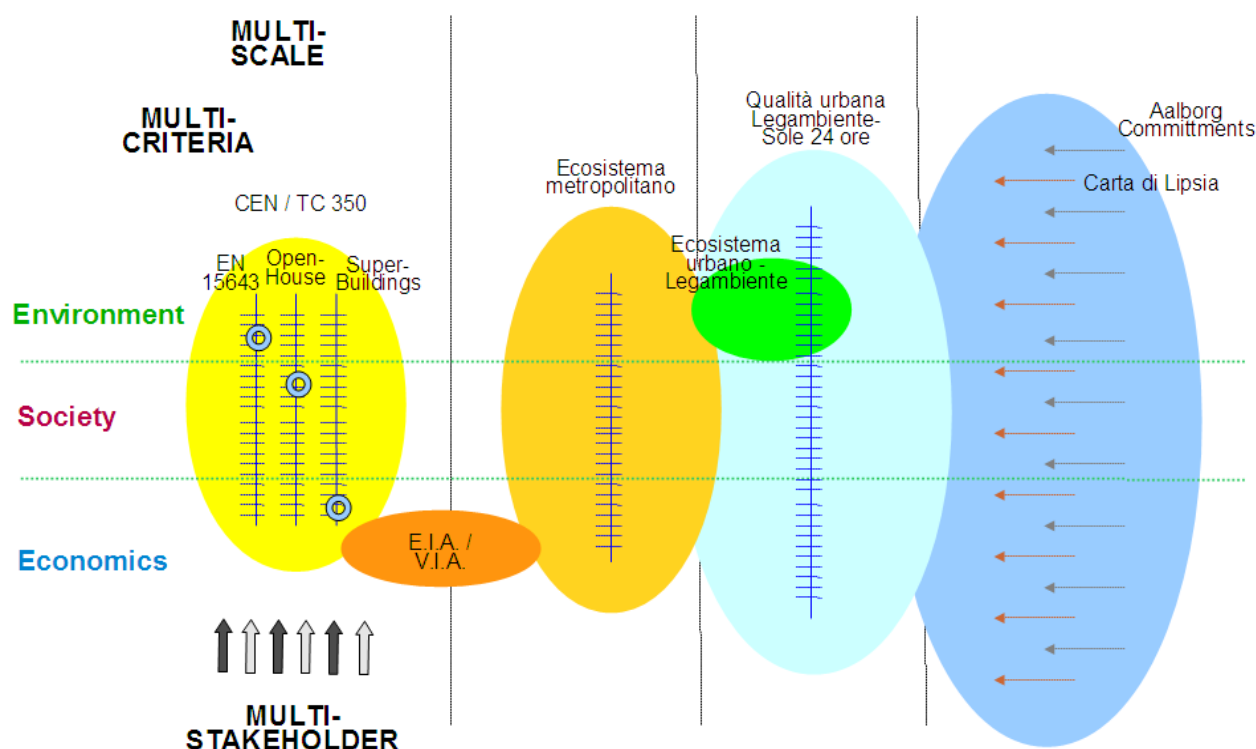 MULTI-
SCALE
MULTI-
CRITERIA
CEN / TC 350
EN
15643
Open-
House
Super-
Buildings
Ecosistema
metropolitano
Qualità urbana
Legambiente-
Sole 24 ore
Ecosistema
urbano -
Legambiente
Aalborg
Committments
Carta di Lipsia
Environment
Society
Economics
E.I.A. /
V.I.A.
MULTI-
STAKEHOLDER